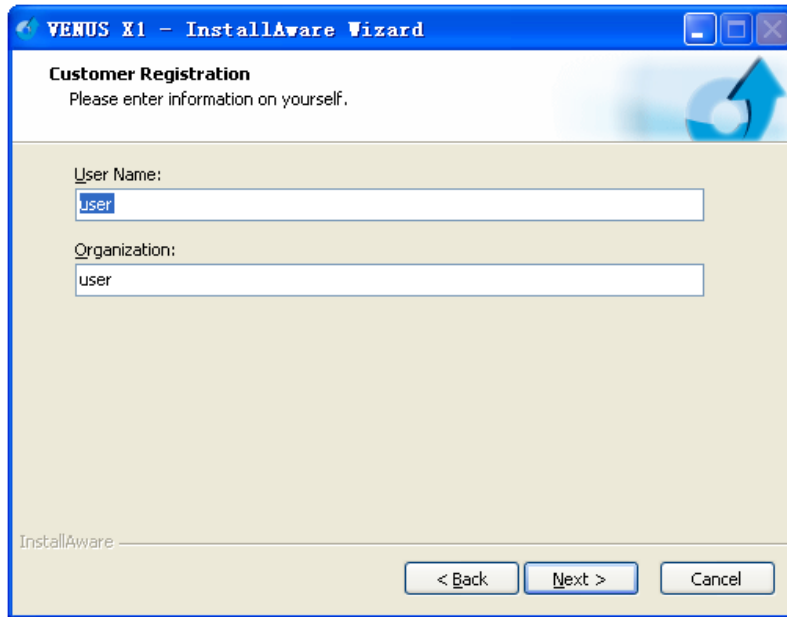 VENUS X1 - InstallAware Wizard
Customer Registration
Please enter information on yourself.
User Name:
user
Organization:
user
InstallAware
< Back Next > Cancel